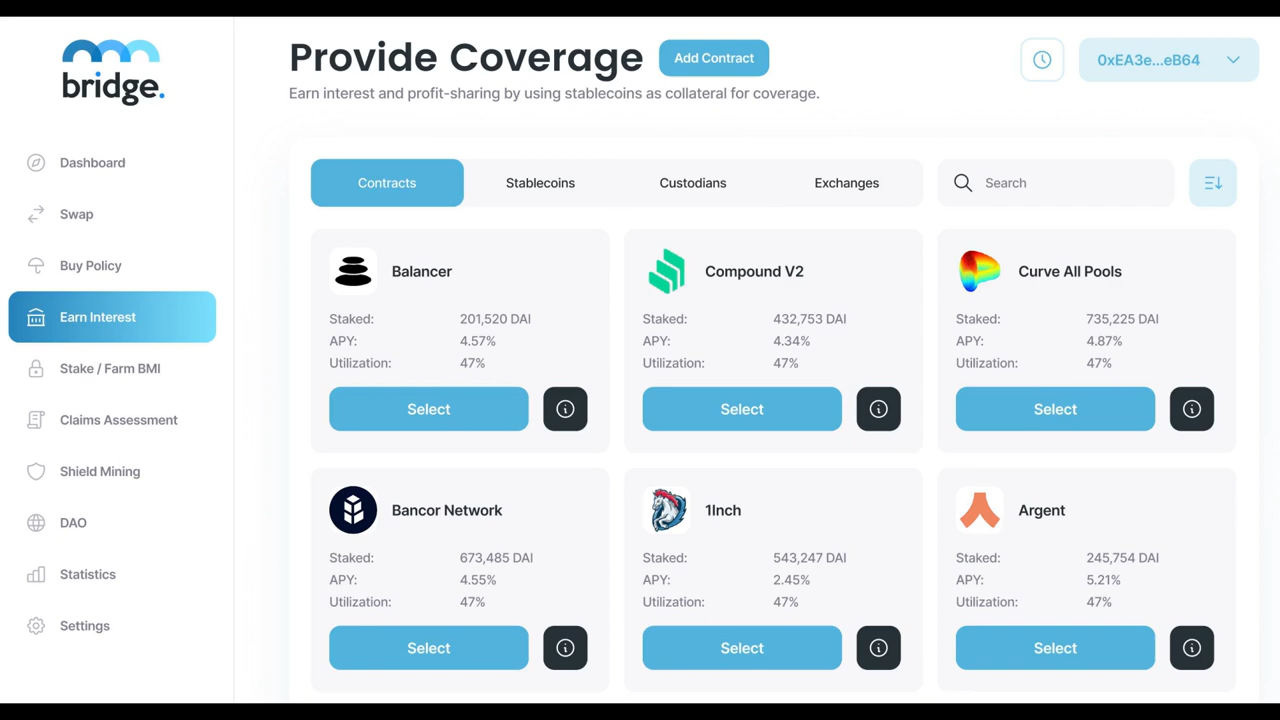 bridge.
Dashboard
Swap
Buy Policy
Earn Interest
Stake / Farm BMI
Claims Assessment
Shield Mining
DAO
Statistics
Settings
Provide Coverage
Add Contract
0xEA3e...eB64
Earn interest and profit-sharing by using stablecoins as collateral for coverage.
Contracts
Stablecoins
Custodians
Exchanges
Search
Balancer
Staked: 201,520 DAI
APY: 4.57%
Utilization: 47%
Select
Compound V2
Staked: 432,753 DAI
APY: 4.34%
Utilization: 47%
Select
Curve All Pools
Staked: 735,225 DAI
APY: 4.87%
Utilization: 47%
Select
Bancor Network
Staked: 673,485 DAI
APY: 4.55%
Utilization: 47%
Select
1Inch
Staked: 543,247 DAI
APY: 2.45%
Utilization: 47%
Select
Argent
Staked: 245,754 DAI
APY: 5.21%
Utilization: 47%
Select